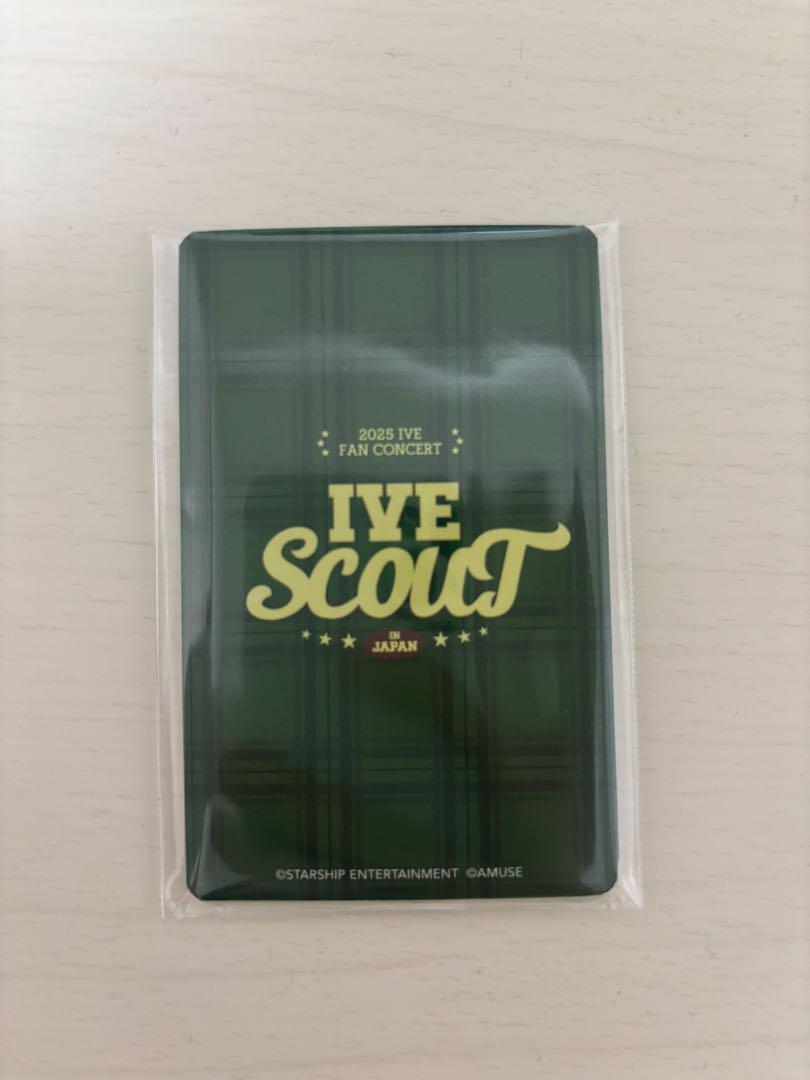 2025 IVE
FAN CONCERT
IVE
SCOUT
IN
JAPAN
©STARSHIP ENTERTAINMENT ©AMUSE